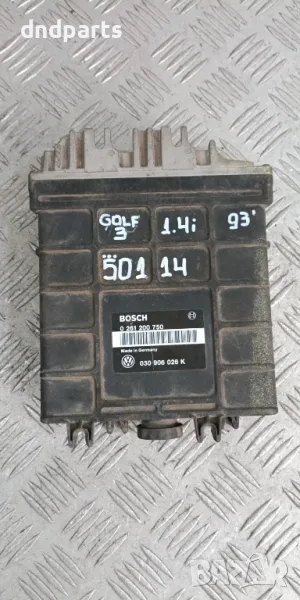 dndparts
GOLF 3 1.4i 93'
501 14
BOSCH
0 261 200 750
Made in Germany
030 906 026 K
BAZAR